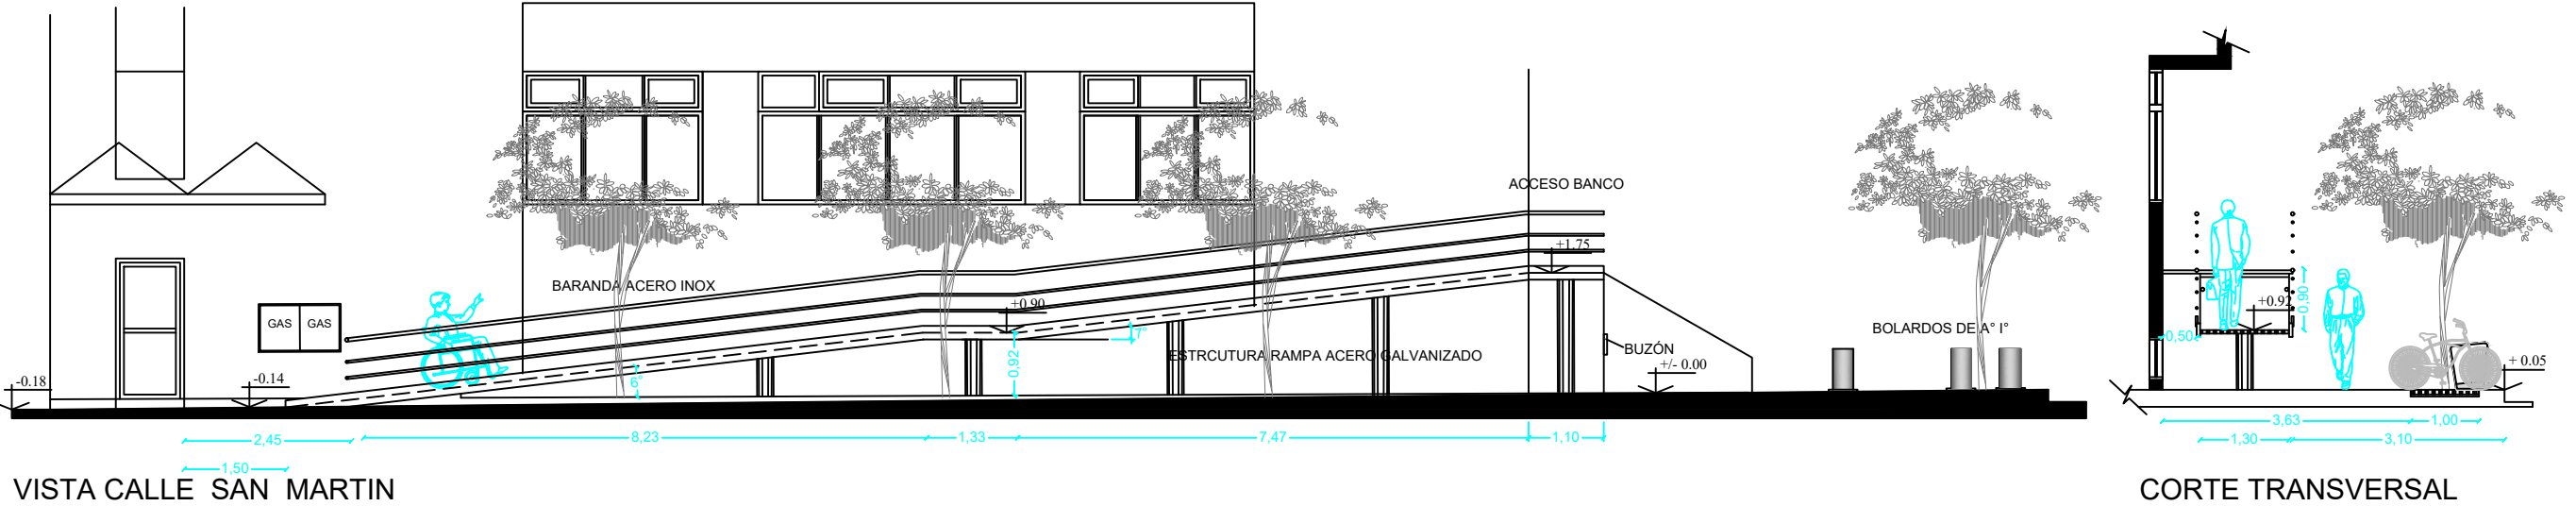 ACCESO BANCO
+1.75
BARANDA ACERO INOX
+0.90
GAS GAS
7°
BOLARDOS DE A° I°
ESTRCUTURA RAMPA ACERO GALVANIZADO
BUZÓN
0,92
+/- 0.00
6°
-0.18
-0.14
2,45
8,23
1,33
7,47
1,10
1,50
VISTA CALLE SAN MARTIN
+0.92
0,90
0,50
+ 0.05
3,63
1,00
1,30
3,10
CORTE TRANSVERSAL